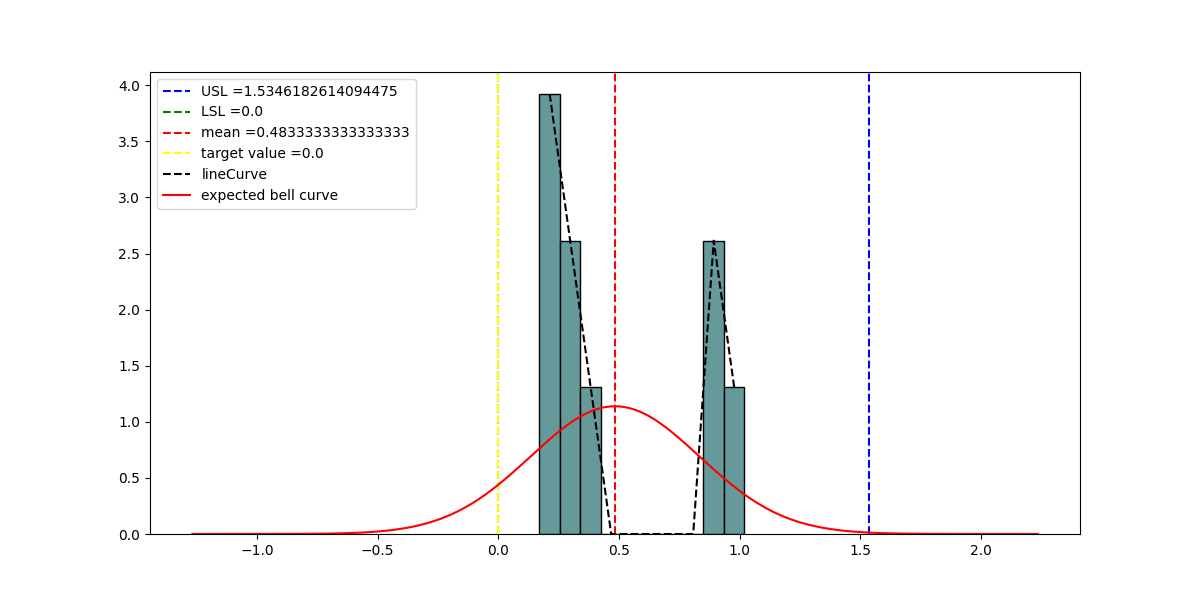 4.0
3.5
3.0
2.5
2.0
1.5
1.0
0.5
0.0
USL =1.5346182614094475
LSL =0.0
mean =0.4833333333333333
target value =0.0
lineCurve
expected bell curve
−1.0 −0.5 0.0 0.5 1.0 1.5 2.0